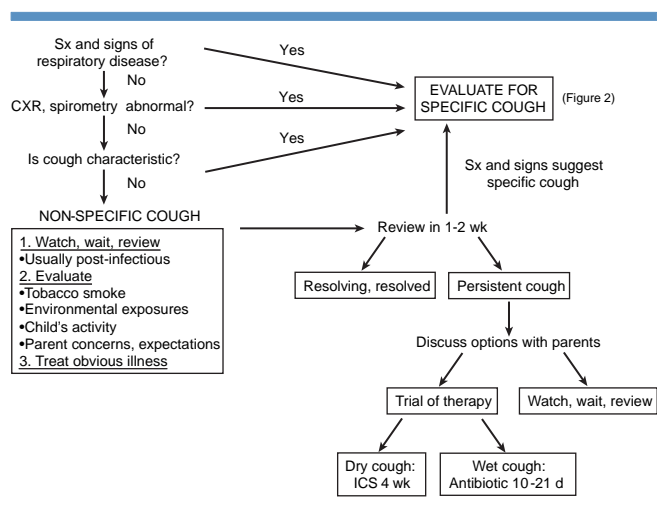 Sx and signs of
respiratory disease?
Yes
No
CXR, spirometry abnormal?
Yes
EVALUATE FOR
SPECIFIC COUGH
(Figure 2)
No
Yes
Is cough characteristic?
No
Sx and signs suggest
specific cough
NON-SPECIFIC COUGH
1. Watch, wait, review
•Usually post-infectious
2. Evaluate
•Tobacco smoke
•Environmental exposures
•Child's activity
•Parent concerns, expectations
3. Treat obvious illness
Review in 1-2 wk
Resolving, resolved
Persistent cough
Discuss options with parents
Trial of therapy
Watch, wait, review
Dry cough:
ICS 4 wk
Wet cough:
Antibiotic 10-21 d